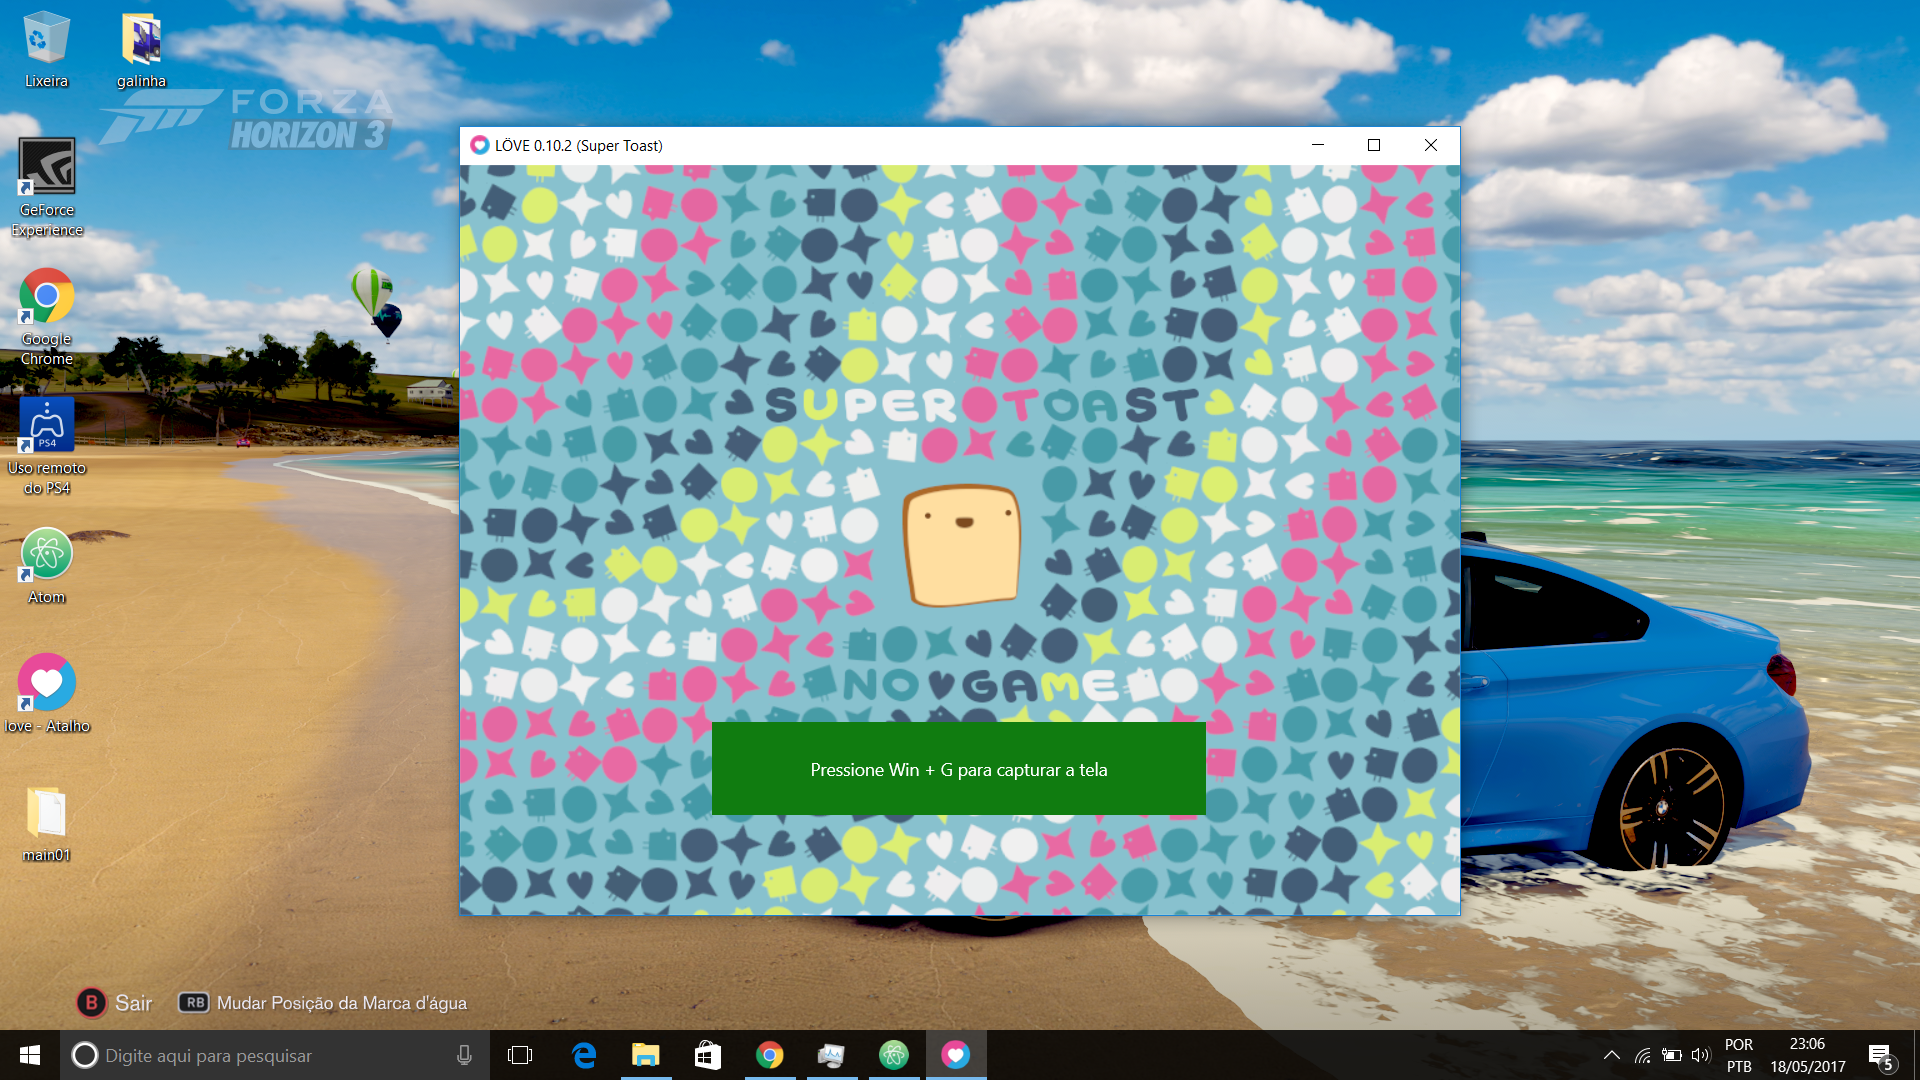 Lixeira
galinha
FORZA
HORIZON 3
GeForce
Experience
Google
Chrome
PS4
Uso remoto
do PS4
Atom
love - Atalho
main01
LÖVE 0.10.2 (Super Toast)
SUPER TOAST
NO GAME
Pressione Win + G para capturar a tela
B Sair RB Mudar Posição da Marca d'água
Digite aqui para pesquisar
POR
PTB
23:06
18/05/2017
5